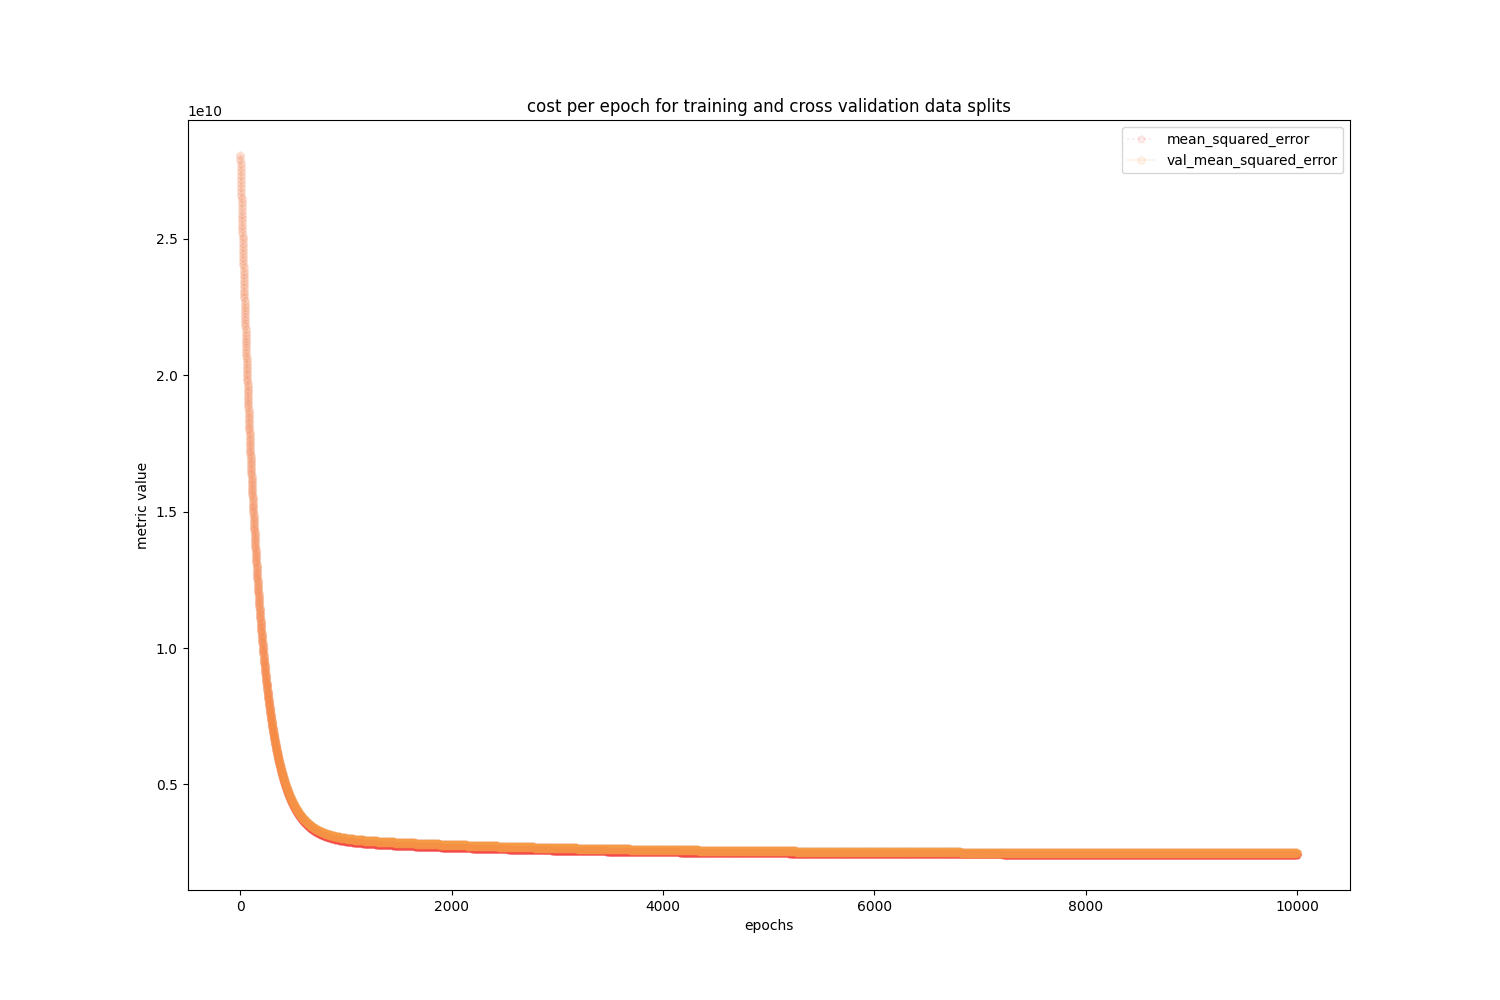 cost per epoch for training and cross validation data splits
1e10
mean_squared_error
val_mean_squared_error
2.5
2.0
1.5
1.0
0.5
metric value
0 2000 4000 6000 8000 10000
epochs